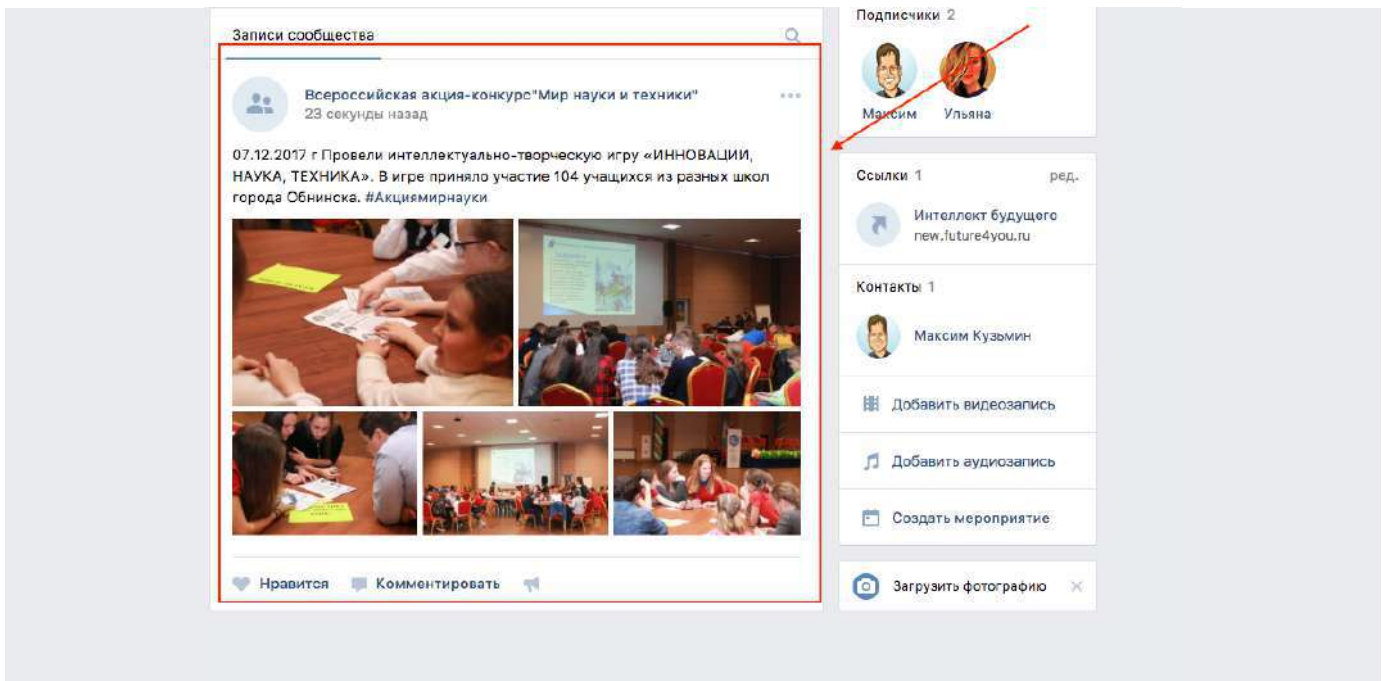 Записи сообщества
Всероссийская акция-конкурс"Мир науки и техники"
23 секунды назад
07.12.2017 г Провели интеллектуально-творческую игру «ИННОВАЦИИ,
НАУКА, ТЕХНИКА». В игре приняло участие 104 учащихся из разных школ
города Обнинска. #Акциямирнауки
Нравится
Комментировать
Подписчики 2
Максим
Ульяна
Ссылки 1
ред.
Интеллект будущего
new.future4you.ru
Контакты 1
Максим Кузьмин
Добавить видеозапись
Добавить аудиозапись
Создать мероприятие
Загрузить фотографию